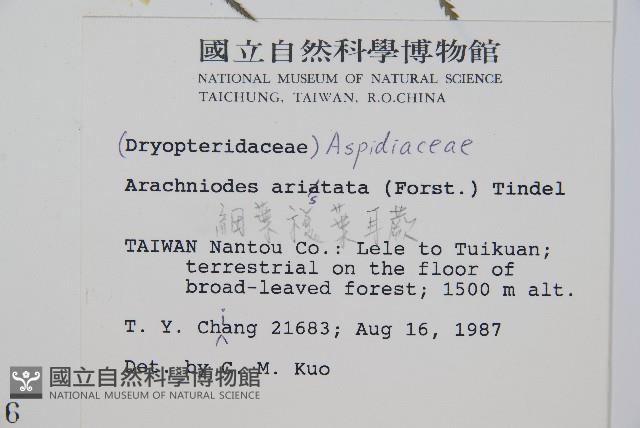 國立自然科學博物館
NATIONAL MUSEUM OF NATURAL SCIENCE
TAICHUNG, TAIWAN, R.O.CHINA
(Dryopteridaceae) Aspidiaceae
Arachniodes ariatata (Forst.) Tindel
s
細葉複葉耳蕨
TAIWAN Nantou Co.: Lele to Tuikuan;
terrestrial on the floor of
broad-leaved forest; 1500 m alt.
i
T. Y. Chang 21683; Aug 16, 1987
Det. by C. M. Kuo
國立自然科學博物館
NATIONAL MUSEUM OF NATURAL SCIENCE
6